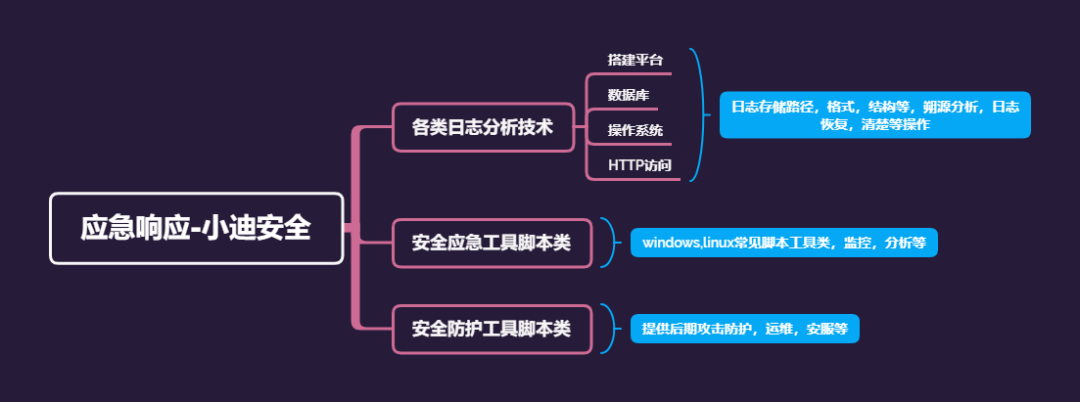 应急响应-小迪安全
各类日志分析技术
搭建平台
数据库
操作系统
HTTP访问
日志存储路径，格式，结构等，朔源分析，日志
恢复，清楚等操作
安全应急工具脚本类
windows,linux常见脚本工具类，监控，分析等
安全防护工具脚本类
提供后期攻击防护，运维，安服等